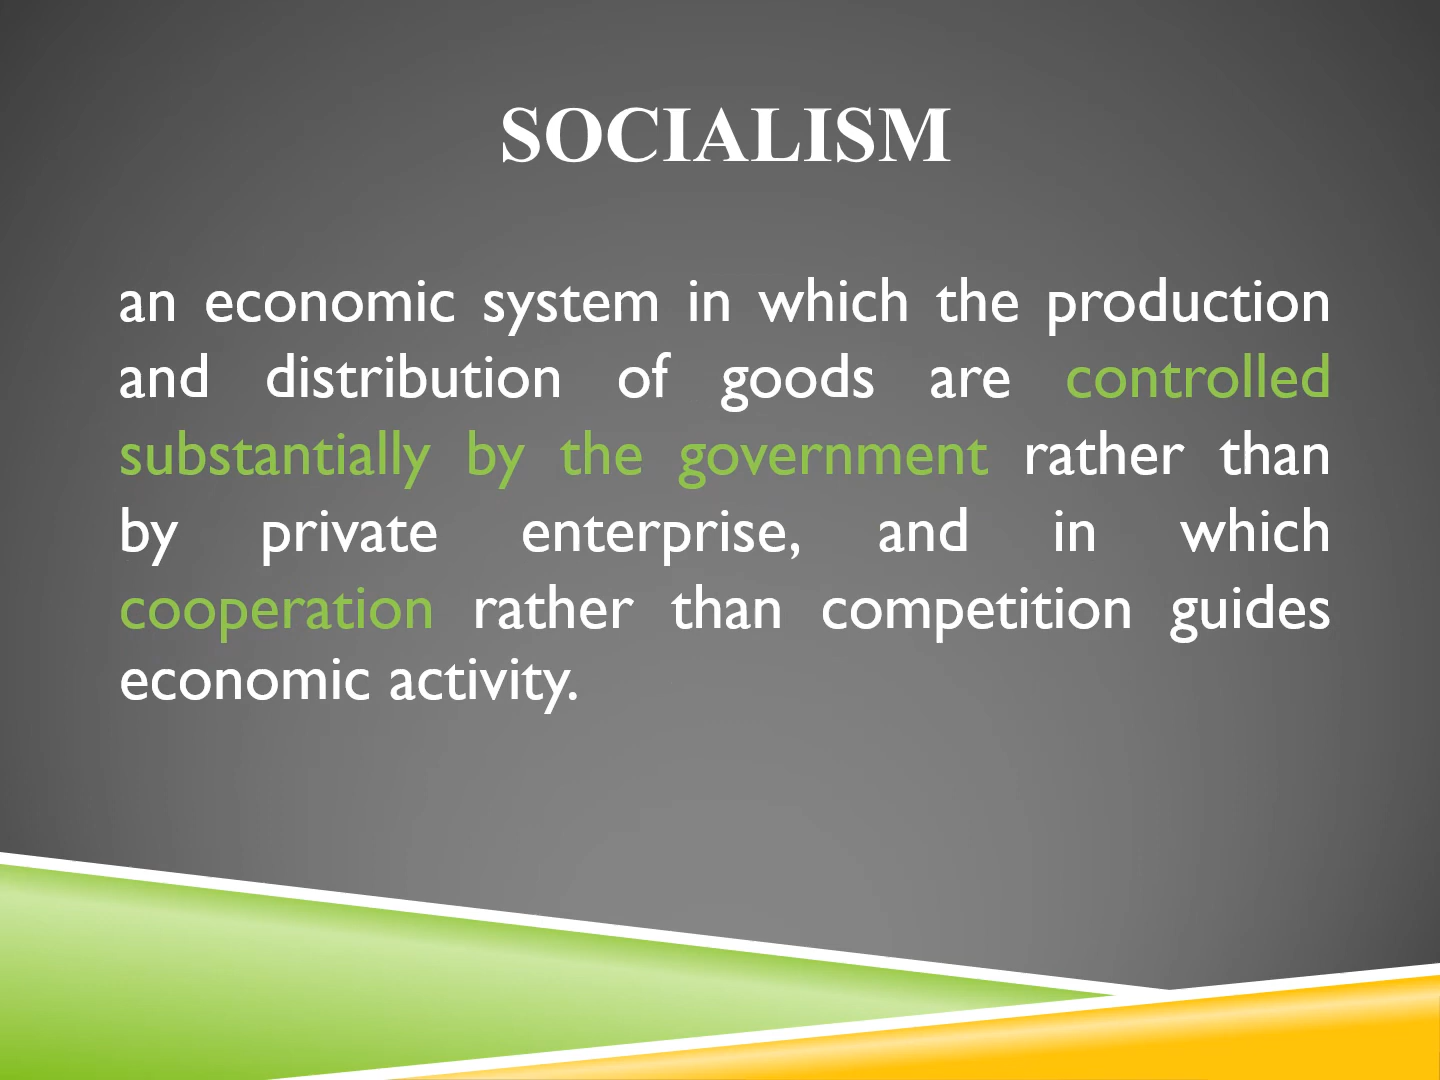 SOCIALISM
an economic system in which the production
and distribution of goods are controlled
substantially by the government rather than
by private enterprise, and in which
cooperation rather than competition guides
economic activity.